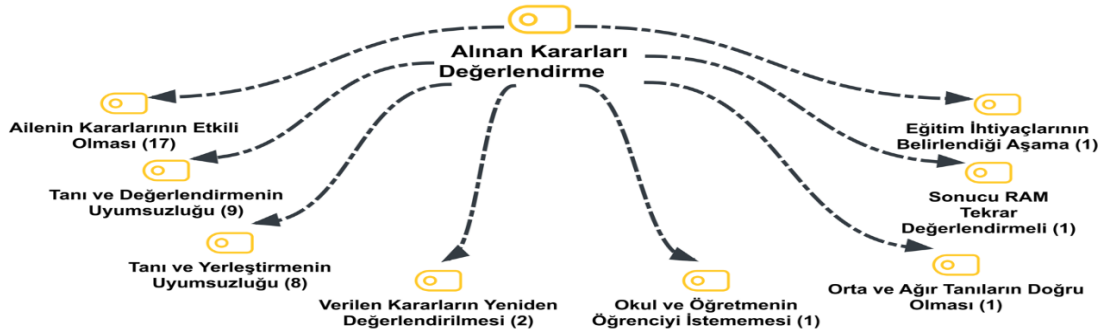 Alınan Kararları
Değerlendirme
Ailenin Kararlarının Etkili
Olması (17)
Tanı ve Değerlendirmenin
Uyumsuzluğu (9)
Tanı ve Yerleştirmenin
Uyumsuzluğu (8)
Verilen Kararların Yeniden
Değerlendirilmesi (2)
Okul ve Öğretmenin
Öğrenciyi İstememesi (1)
Orta ve Ağır Tanıların Doğru
Olması (1)
Sonucu RAM
Tekrar
Değerlendirmeli (1)
Eğitim İhtiyaçlarının
Belirlendiği Aşama (1)